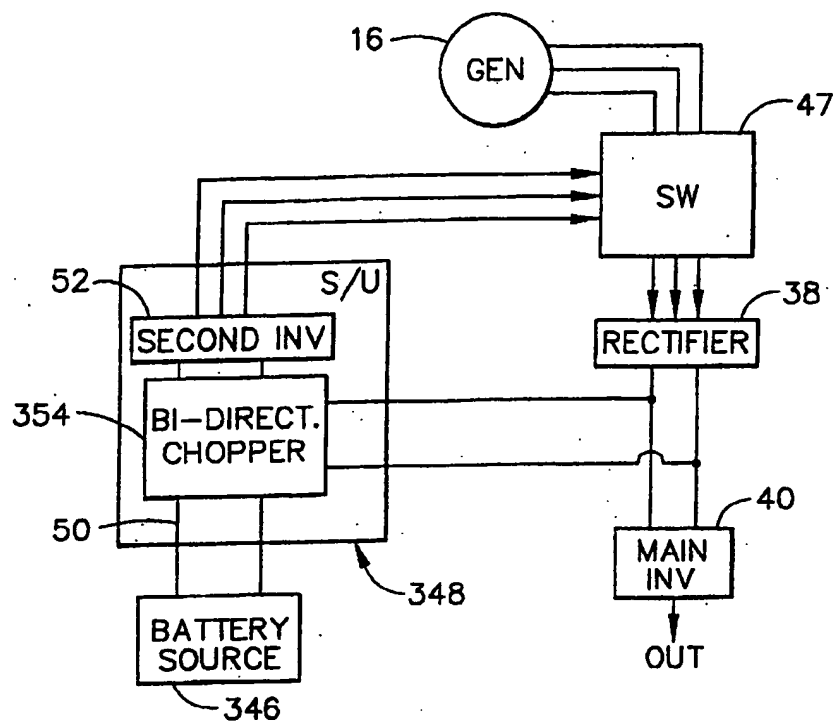 16
GEN
47
SW
52
S/U
SECOND INV
38
RECTIFIER
354
BI-DIRECT.
CHOPPER
50
40
MAIN
INV
348
BATTERY
SOURCE
OUT
346